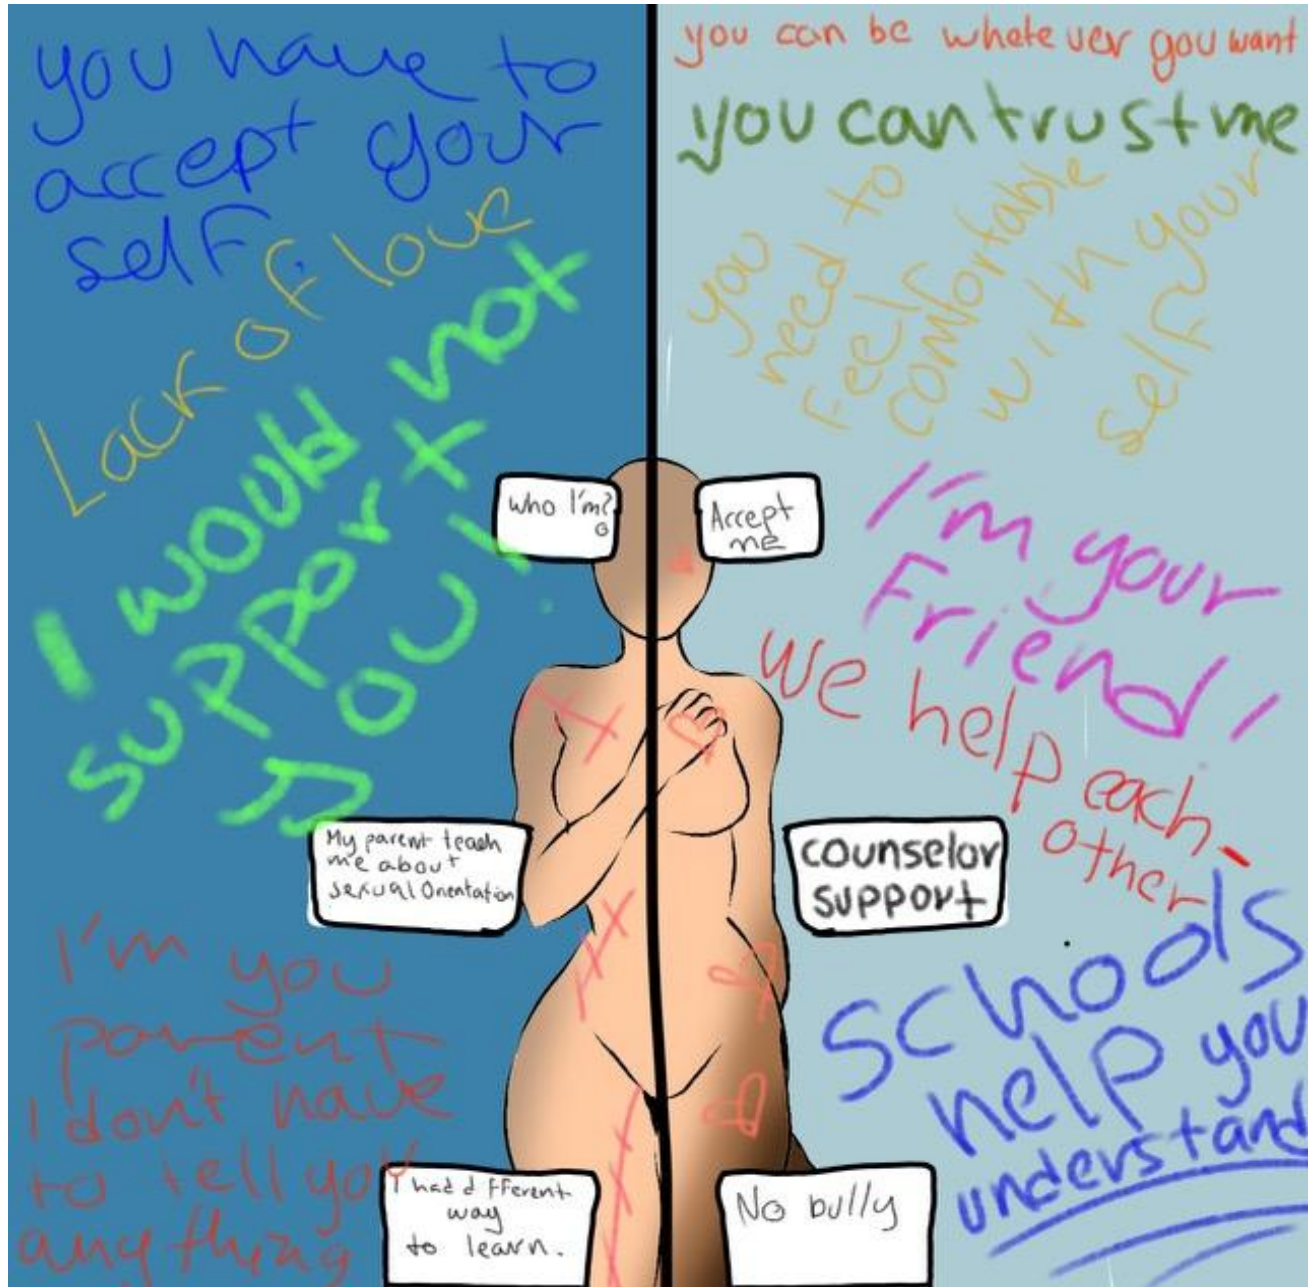 you have to
accept your
self.
Lack of love
I would not
support
you!
Who I'm?
My parent teach
me about
sexual Orientation
I'm you
parent
I don't have
to tell you
anything
I had dfferent
way
to learn.
you can be whatever you want
you can trust me
you
need to
Feel
comfortable
with your
self
Accept
me
I'm your
Friend!
We help each
other
counselor
support
Schools
help you
understand
No bully